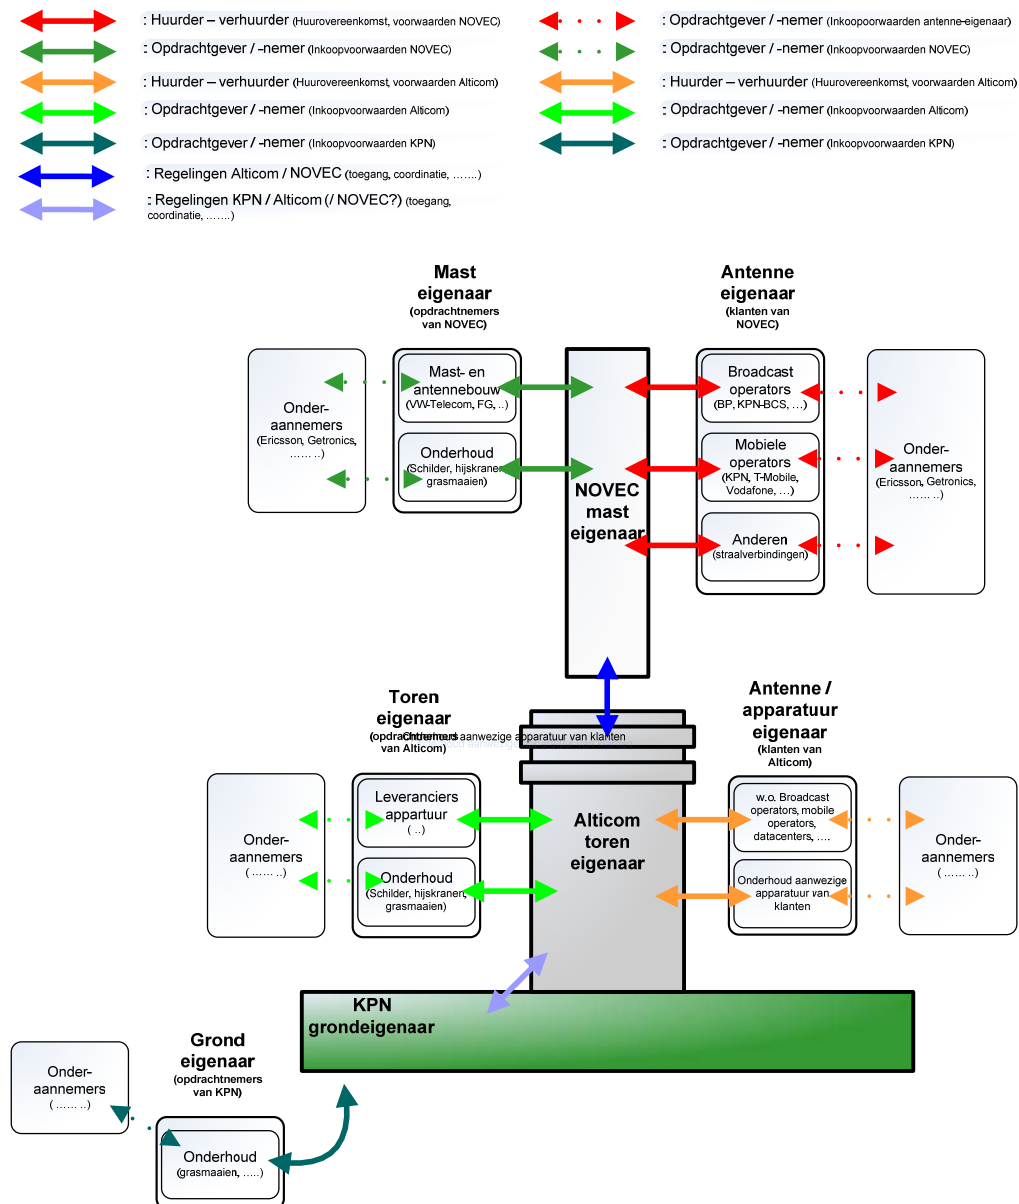 : Huurder – verhuurder (Huurovereenkomst, voorwaarden NOVEC)
: Opdrachtgever / -nemer (Inkoopvoorwaarden NOVEC)
: Huurder – verhuurder (Huurovereenkomst, voorwaarden Alticom)
: Opdrachtgever / -nemer (Inkoopvoorwaarden Alticom)
: Opdrachtgever / -nemer (Inkoopvoorwaarden KPN)
: Regelingen Alticom / NOVEC (toegang, coordinatie, …….)
: Regelingen KPN / Alticom (/ NOVEC?) (toegang,
coordinatie, …….)
: Opdrachtgever / -nemer (Inkoopoorwaarden antenne-eigenaar)
: Opdrachtgever / -nemer (Inkoopvoorwaarden NOVEC)
: Huurder – verhuurder (Huurovereenkomst, voorwaarden Alticom)
: Opdrachtgever / -nemer (Inkoopvoorwaarden Alticom)
: Opdrachtgever / -nemer (Inkoopvoorwaarden KPN)
Mast
eigenaar
(opdrachtnemers
van NOVEC)
Antenne
eigenaar
(klanten van
NOVEC)
Onder-
aannemers
(Ericsson, Getronics,
…… ..)
Mast- en
antennebouw
(VW-Telecom, FG, ..)
Onderhoud
(Schilder, hijskranen,
grasmaaien)
NOVEC
mast
eigenaar
Broadcast
operators
(BP, KPN-BCS, …)
Mobiele
operators
(KPN, T-Mobile,
Vodafone, …)
Anderen
(straalverbindingen)
Onder-
aannemers
(Ericsson, Getronics,
…… ..)
Toren
eigenaar
(opdrachtnemers
van Alticom)
Onderhoud aanwezige apparatuur van klanten
Antenne /
apparatuur
eigenaar
(klanten van
Alticom)
Onder-
aannemers
( …… ..)
Leveranciers
appartuur
( ..)
Onderhoud
(Schilder, hijskranen,
grasmaaien)
Alticom
toren
eigenaar
w.o. Broadcast
operators, mobile
operators,
datacenters, ….
Onderhoud aanwezige
apparatuur van
klanten
Onder-
aannemers
( …… ..)
KPN
grondeigenaar
Grond
eigenaar
(opdrachtnemers
van KPN)
Onder-
aannemers
( …… ..)
Onderhoud
(grasmaaien, …..)